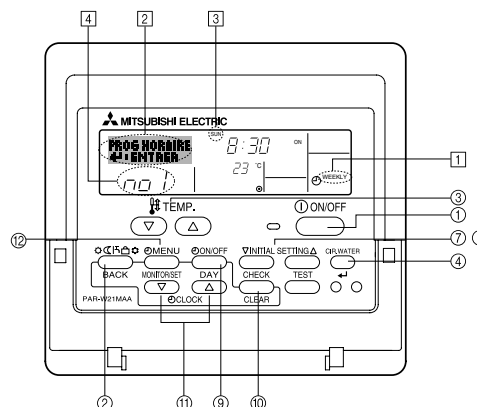 4 2 3
MITSUBISHI ELECTRIC
SUN
PROG HORAIRE
↵:ENTRER
8:30
ON
23 °C
no1
WEEKLY
1
TEMP.
ON/OFF
③
①
⑫
MENU
ON/OFF
▽INITIAL SETTING△
CIR.WATER
⑦
④
BACK
MONITOR/SET
DAY
CHECK
TEST
↵
PAR-W21MAA
CLOCK
CLEAR
② ⑪ ⑨ ⑩